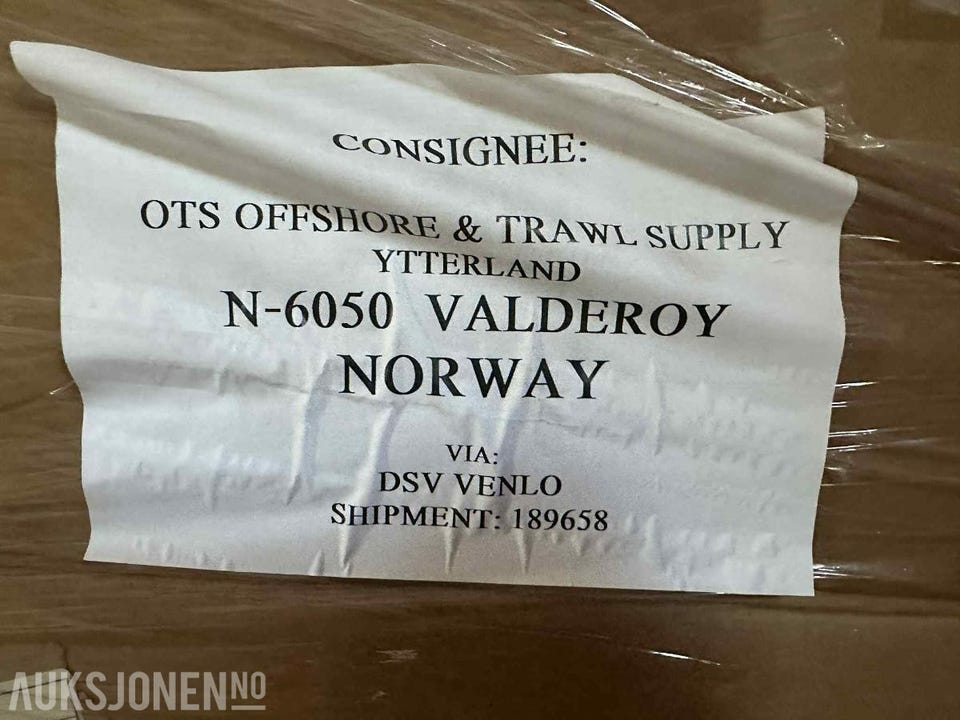 CONSIGNEE:
OTS OFFSHORE & TRAWL SUPPLY
YTTERLAND
N-6050 VALDEROY
NORWAY
VIA:
DSV VENLO
SHIPMENT: 189658
AUKSJONEN.NO